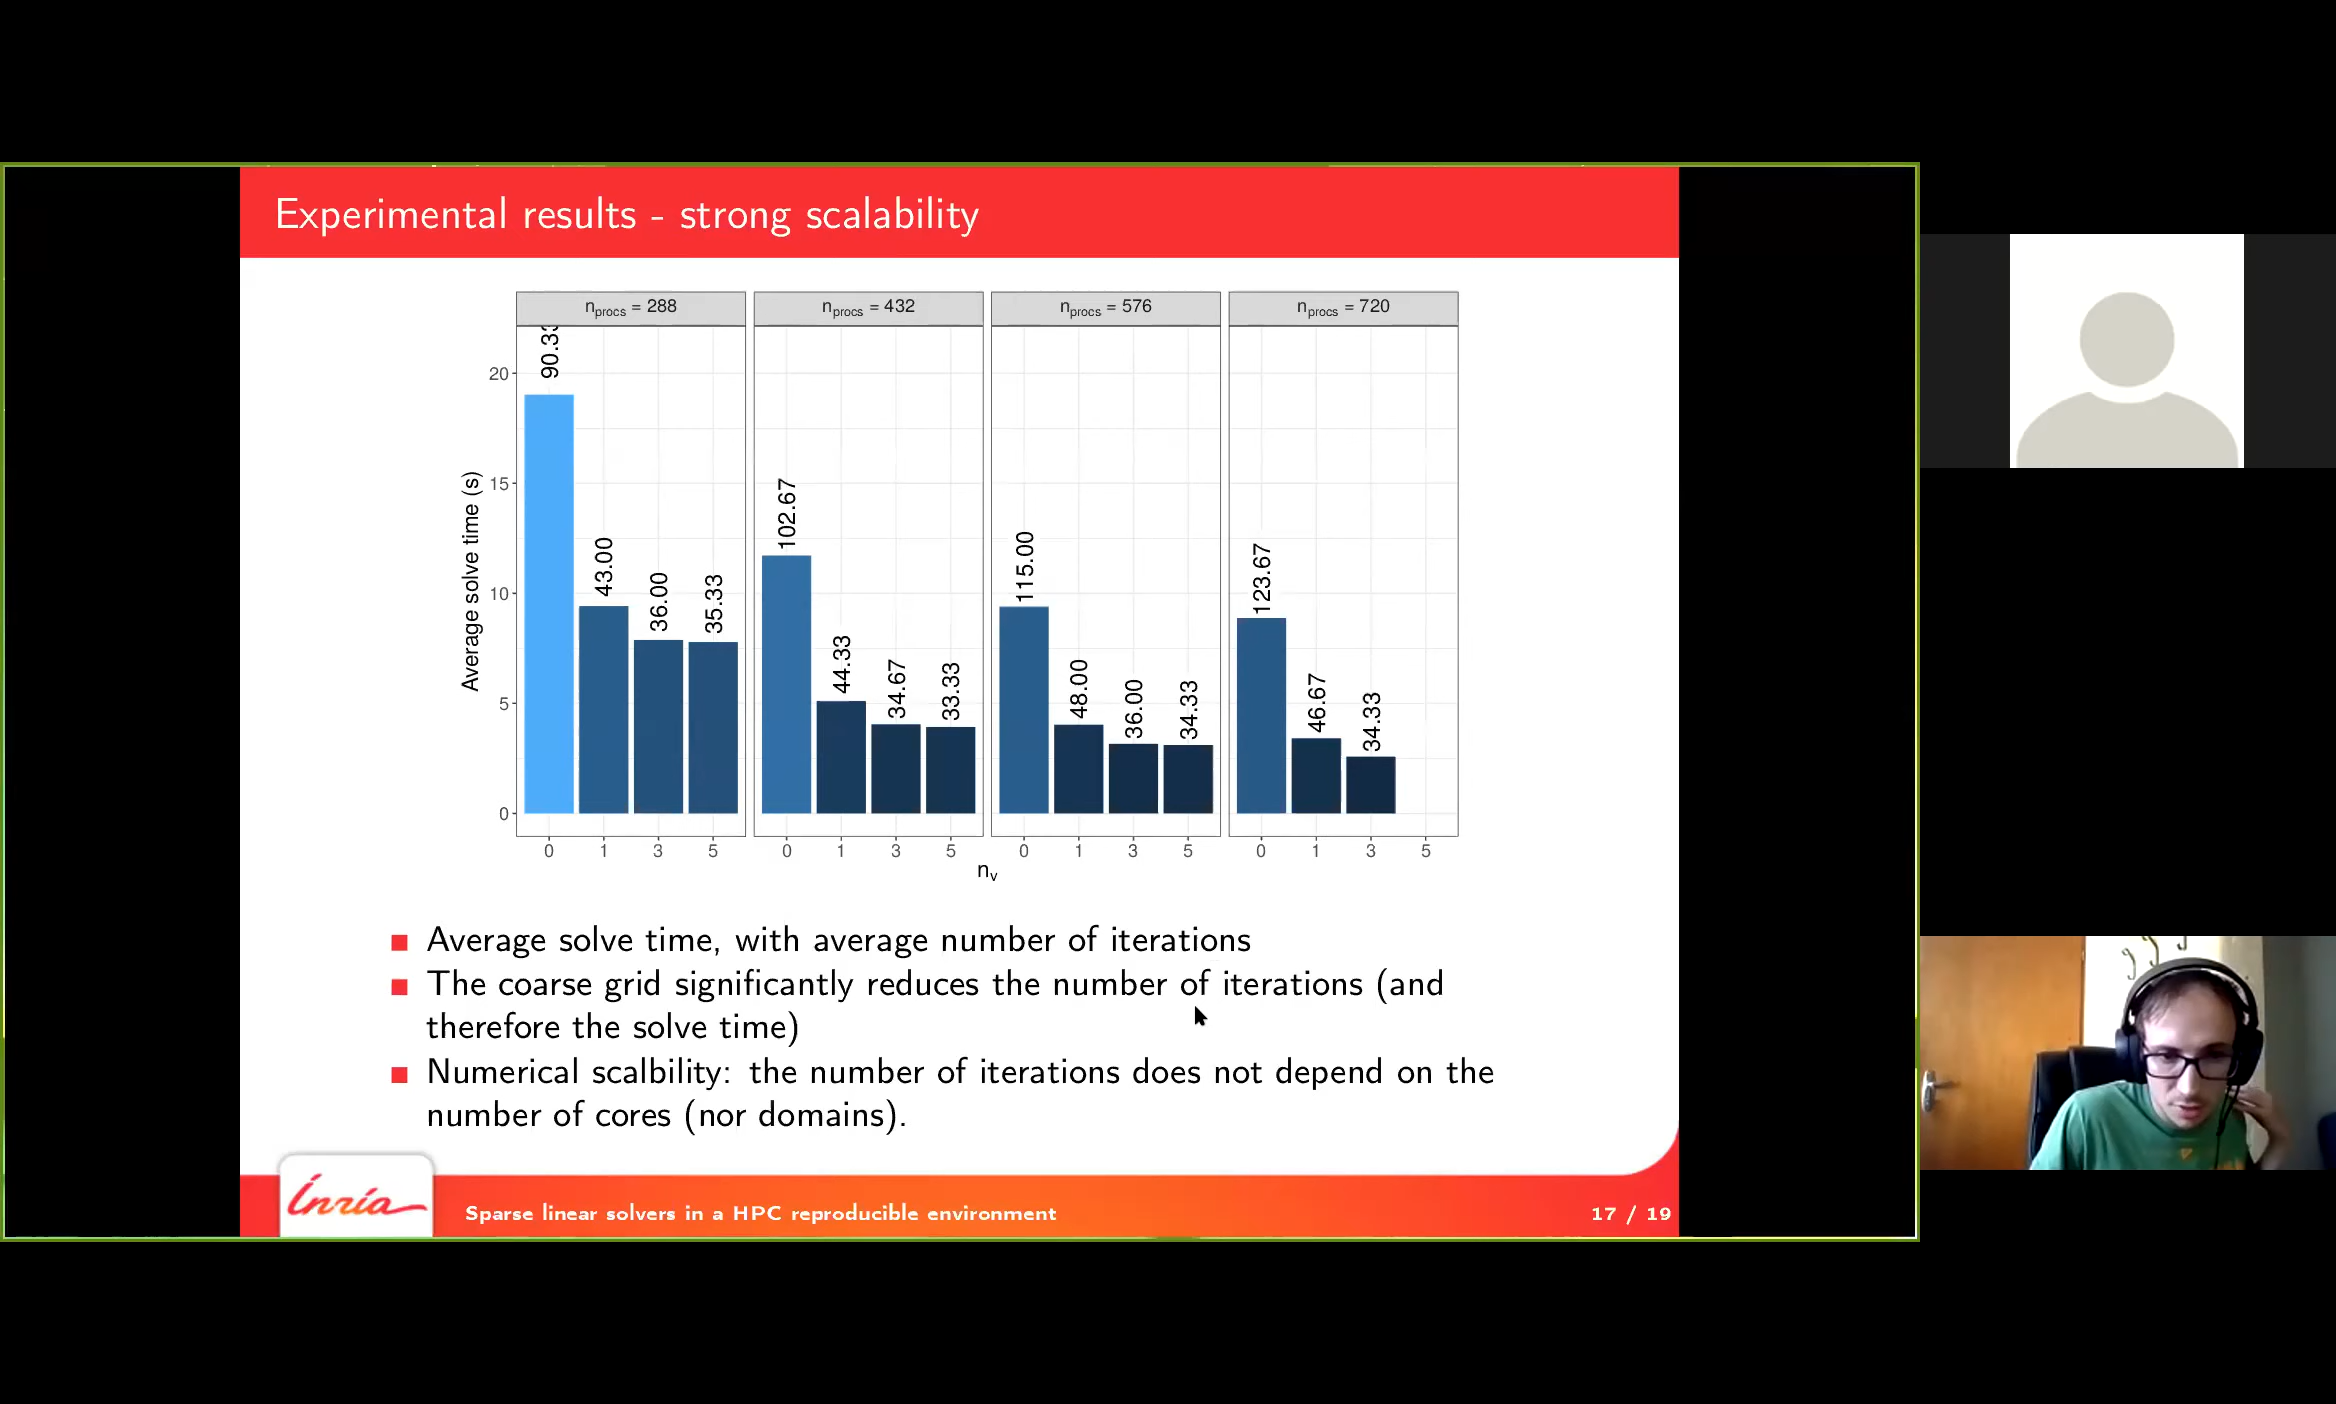 Experimental results - strong scalability
nprocs = 288 nprocs = 432 nprocs = 576 nprocs = 720
Average solve time (s)
20
15
10
5
0
90.33 43.00 36.00 35.33
102.67 44.33 34.67 33.33
115.00 48.00 36.00 34.33
123.67 46.67 34.33
0 1 3 5 0 1 3 5 0 1 3 5 0 1 3 5
nv
Average solve time, with average number of iterations
The coarse grid significantly reduces the number of iterations (and
therefore the solve time)
Numerical scalbility: the number of iterations does not depend on the
number of cores (nor domains).
Inria
Sparse linear solvers in a HPC reproducible environment
17 / 19